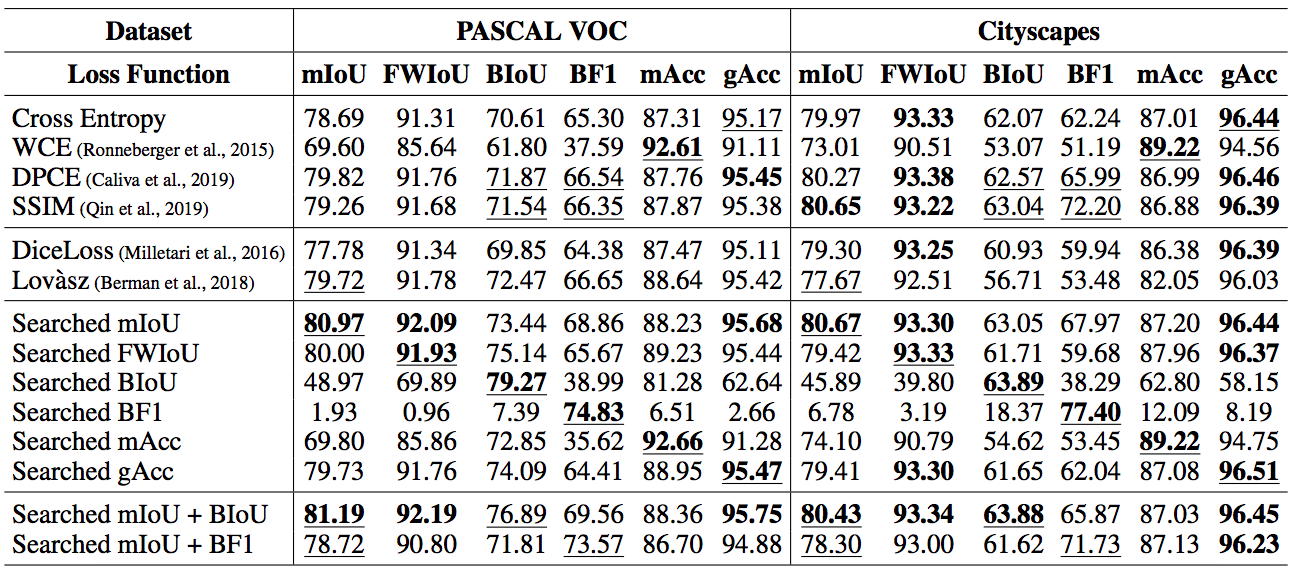 Dataset PASCAL VOC Cityscapes
Loss Function mIoU FWIoU BIoU BF1 mAcc gAcc mIoU FWIoU BIoU BF1 mAcc gAcc
Cross Entropy 78.69 91.31 70.61 65.30 87.31 95.17 79.97 93.33 62.07 62.24 87.01 96.44
WCE (Ronneberger et al., 2015) 69.60 85.64 61.80 37.59 92.61 91.11 73.01 90.51 53.07 51.19 89.22 94.56
DPCE (Caliva et al., 2019) 79.82 91.76 71.87 66.54 87.76 95.45 80.27 93.38 62.57 65.99 86.99 96.46
SSIM (Qin et al., 2019) 79.26 91.68 71.54 66.35 87.87 95.38 80.65 93.22 63.04 72.20 86.88 96.39
DiceLoss (Milletari et al., 2016) 77.78 91.34 69.85 64.38 87.47 95.11 79.30 93.25 60.93 59.94 86.38 96.39
Lovàsz (Berman et al., 2018) 79.72 91.78 72.47 66.65 88.64 95.42 77.67 92.51 56.71 53.48 82.05 96.03
Searched mIoU 80.97 92.09 73.44 68.86 88.23 95.68 80.67 93.30 63.05 67.97 87.20 96.44
Searched FWIoU 80.00 91.93 75.14 65.67 89.23 95.44 79.42 93.33 61.71 59.68 87.96 96.37
Searched BIoU 48.97 69.89 79.27 38.99 81.28 62.64 45.89 39.80 63.89 38.29 62.80 58.15
Searched BF1 1.93 0.96 7.39 74.83 6.51 2.66 6.78 3.19 18.37 77.40 12.09 8.19
Searched mAcc 69.80 85.86 72.85 35.62 92.66 91.28 74.10 90.79 54.62 53.45 89.22 94.75
Searched gAcc 79.73 91.76 74.09 64.41 88.95 95.47 79.41 93.30 61.65 62.04 87.08 96.51
Searched mIoU + BIoU 81.19 92.19 76.89 69.56 88.36 95.75 80.43 93.34 63.88 65.87 87.03 96.45
Searched mIoU + BF1 78.72 90.80 71.81 73.57 86.70 94.88 78.30 93.00 61.62 71.73 87.13 96.23